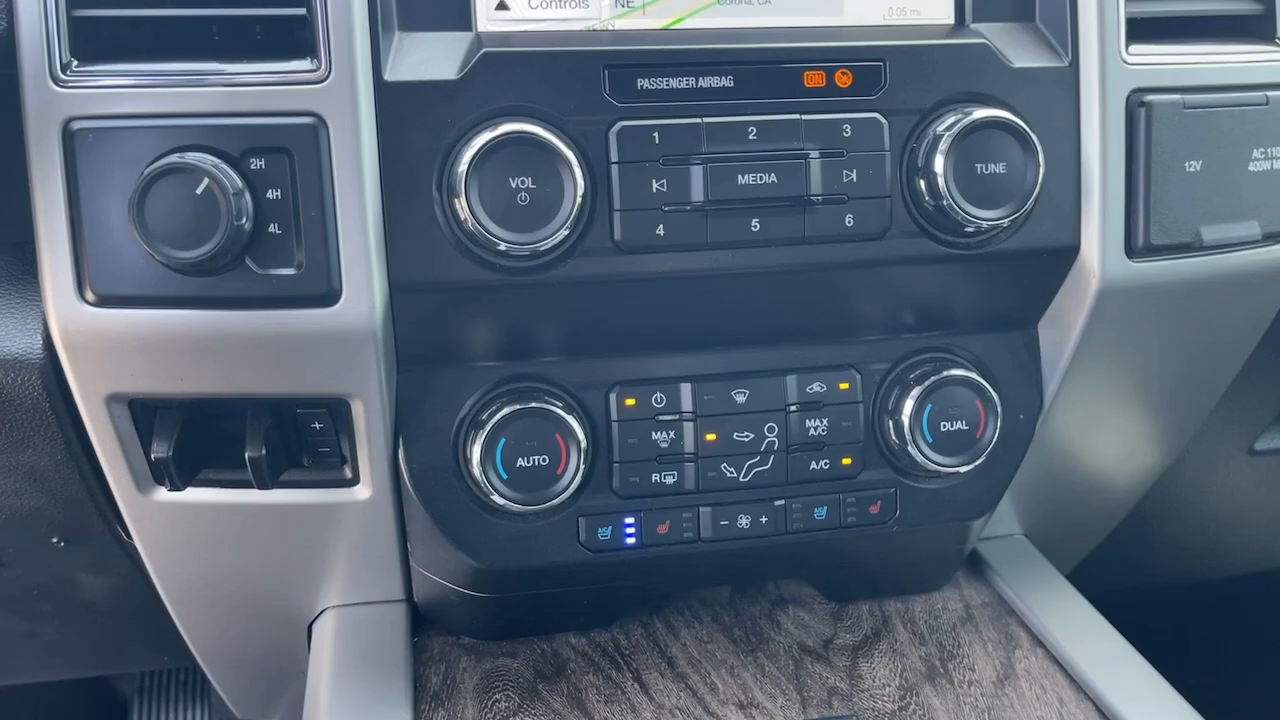 Controls NE Corona, CA 0.05 mi
PASSENGER AIRBAG ON
2H
4H
4L
VOL
1 2 3
MEDIA
4 5 6
TUNE
12V
AC 110
400W
AUTO
MAX
R
MAX
A/C
A/C
DUAL
A/C
- +
A/C
+
-